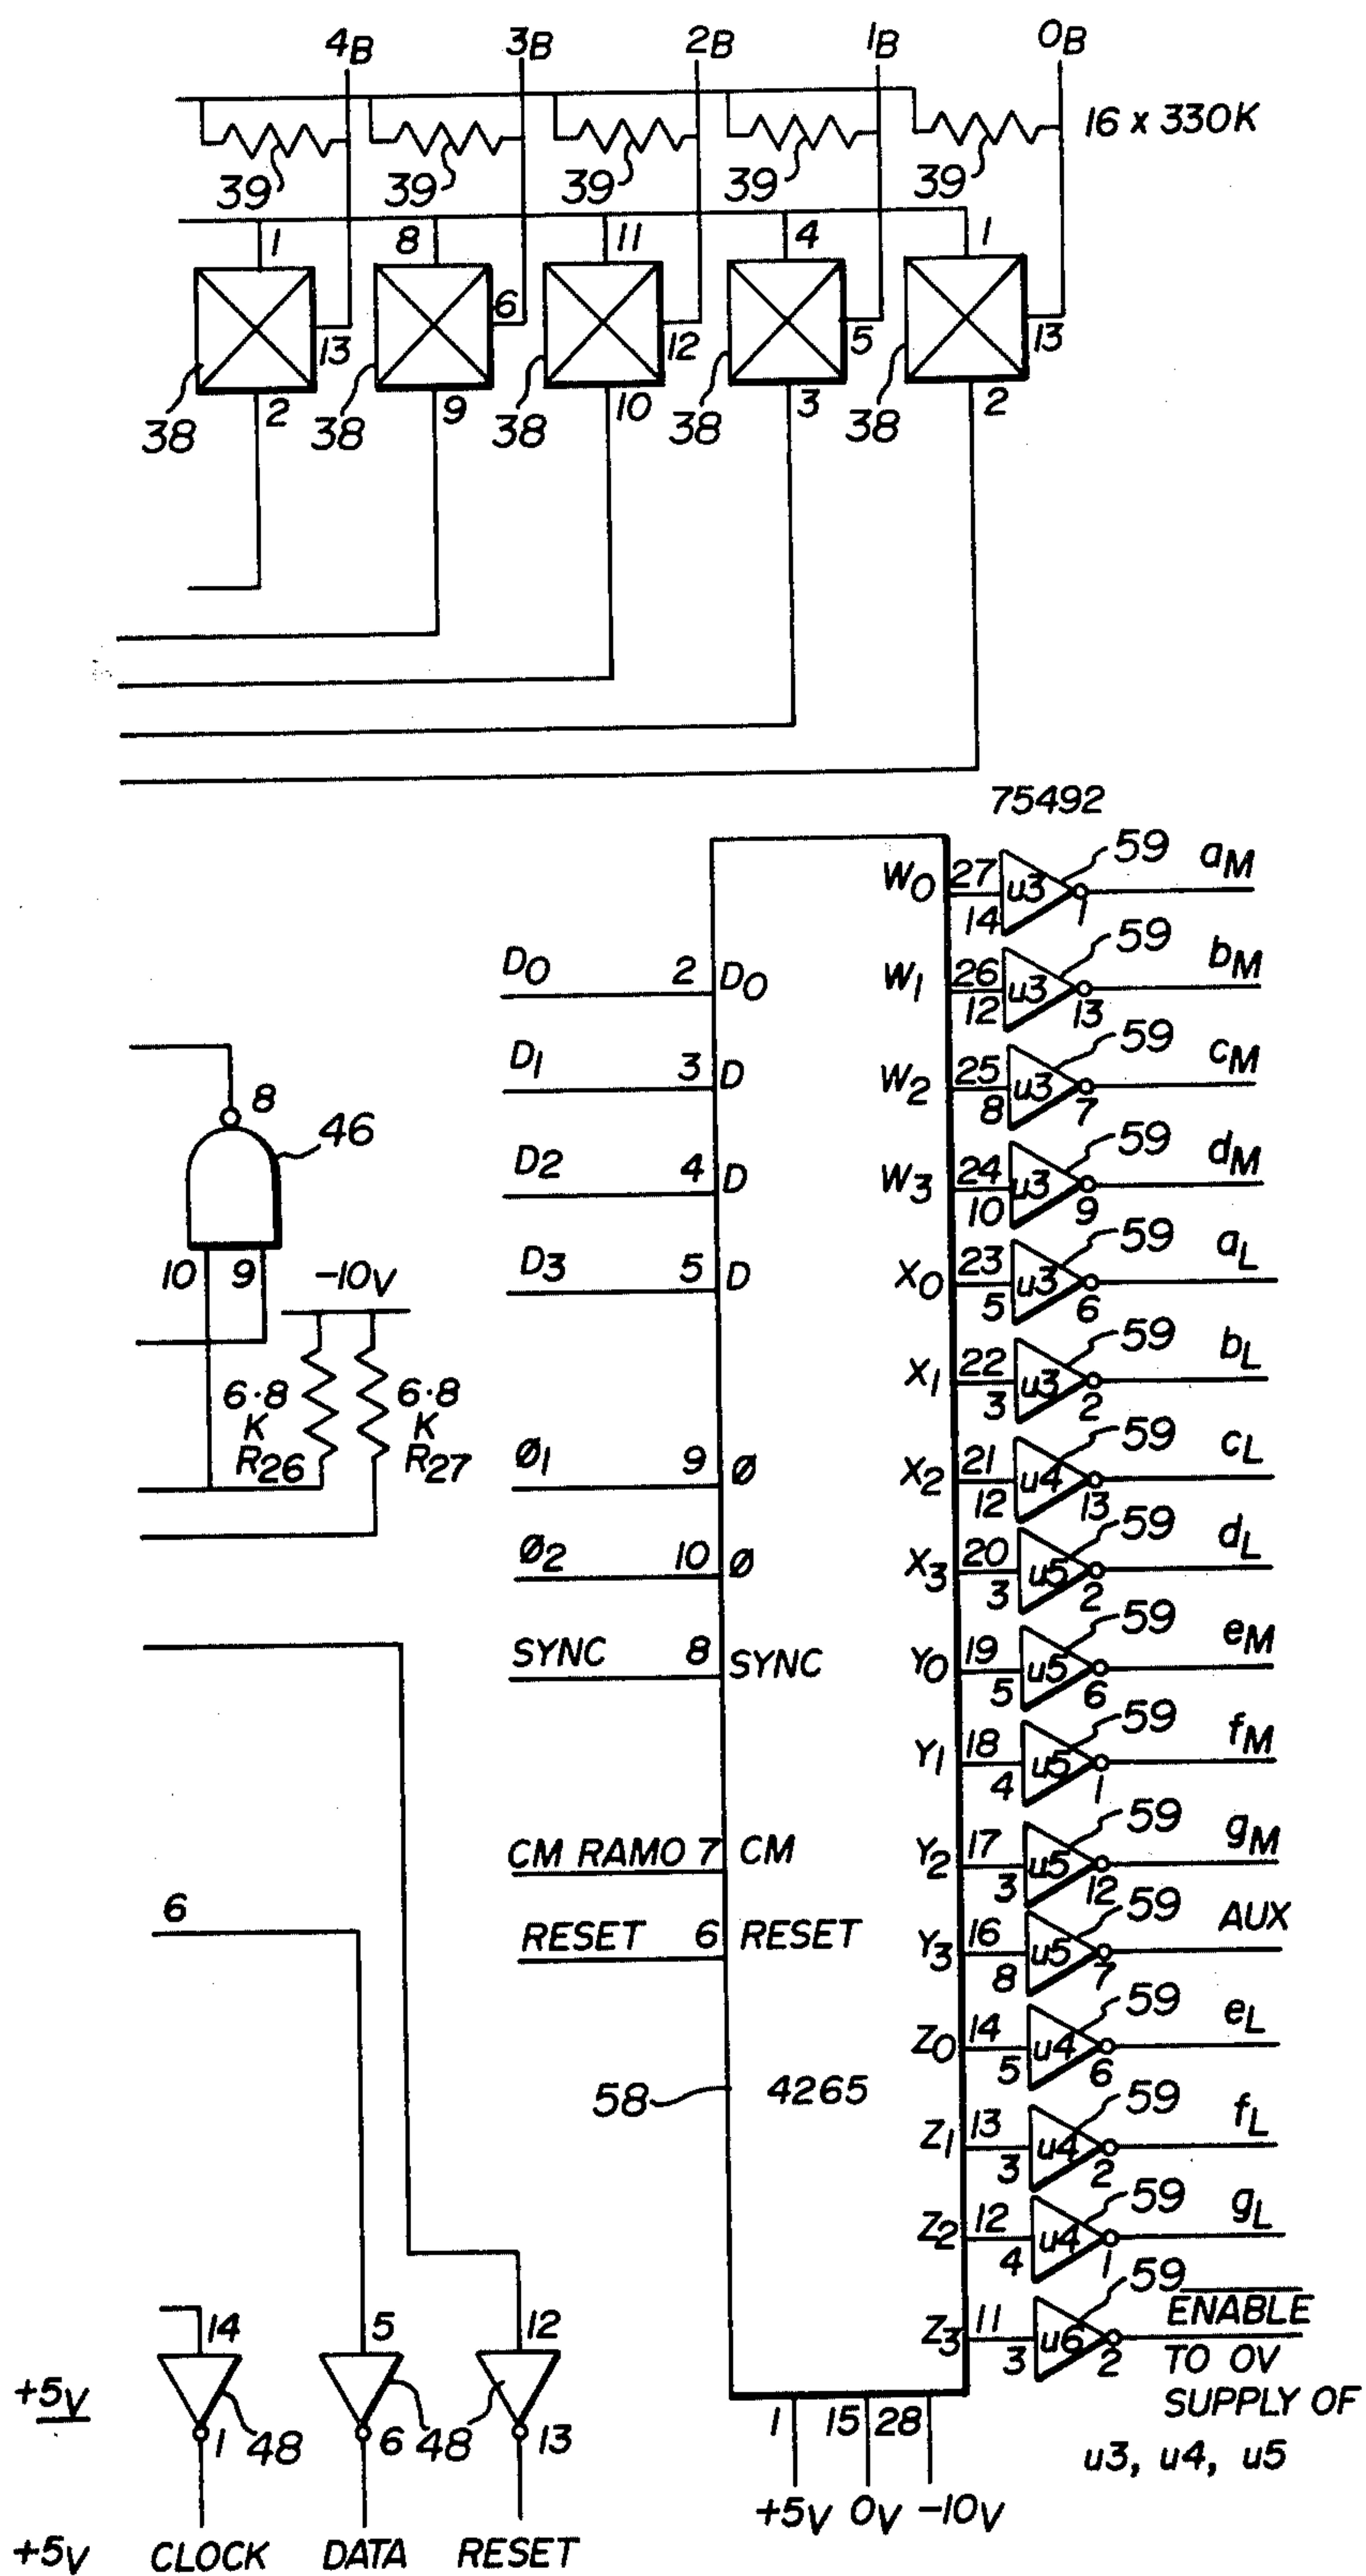 4B 3B 2B 1B 0B
16 x 330K
39 39 39 39 39
1 8 11 4 1
13 6 12 5 13
38 2 38 9 38 10 38 3 38 2
75492
W0 27 14 u3 1 59 aM
D0 2 D0
W1 26 12 u3 13 59 bM
D1 3 D
W2 25 8 u3 7 59 cM
8 46
D2 4 D
W3 24 10 u3 9 59 dM
10 9 -10V
D3 5 D
X0 23 5 u3 6 59 aL
X1 22 3 u3 2 59 bL
6·8 K R26
6·8 K R27
Ø1 9 Ø
X2 21 12 u4 13 59 cL
Ø2 10 Ø
X3 20 3 u5 2 59 dL
SYNC 8 SYNC
Y0 19 5 u5 6 59 eM
Y1 18 4 u5 1 59 fM
CM RAM0 7 CM
Y2 17 3 u5 12 59 gM
6
RESET 6 RESET
Y3 16 8 u5 7 59 AUX
Z0 14 5 u4 6 59 eL
58 4265
Z1 13 3 u4 2 59 fL
Z2 12 4 u4 1 59 gL
Z3 11 3 u6 2 59 ENABLE
TO 0V
SUPPLY OF
u3, u4, u5
14 5 12
+5V
1 48 6 48 13
1 15 28
+5V 0V -10V
+5V CLOCK DATA RESET